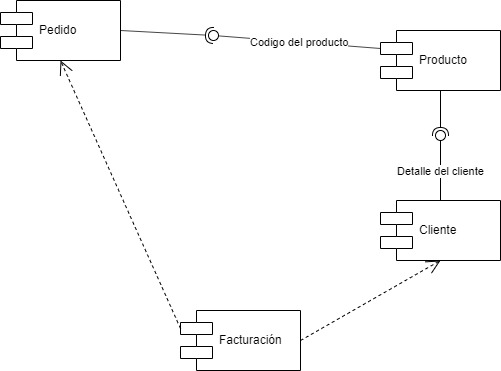 Pedido
Codigo del producto
Producto
Detalle del cliente
Cliente
Facturación